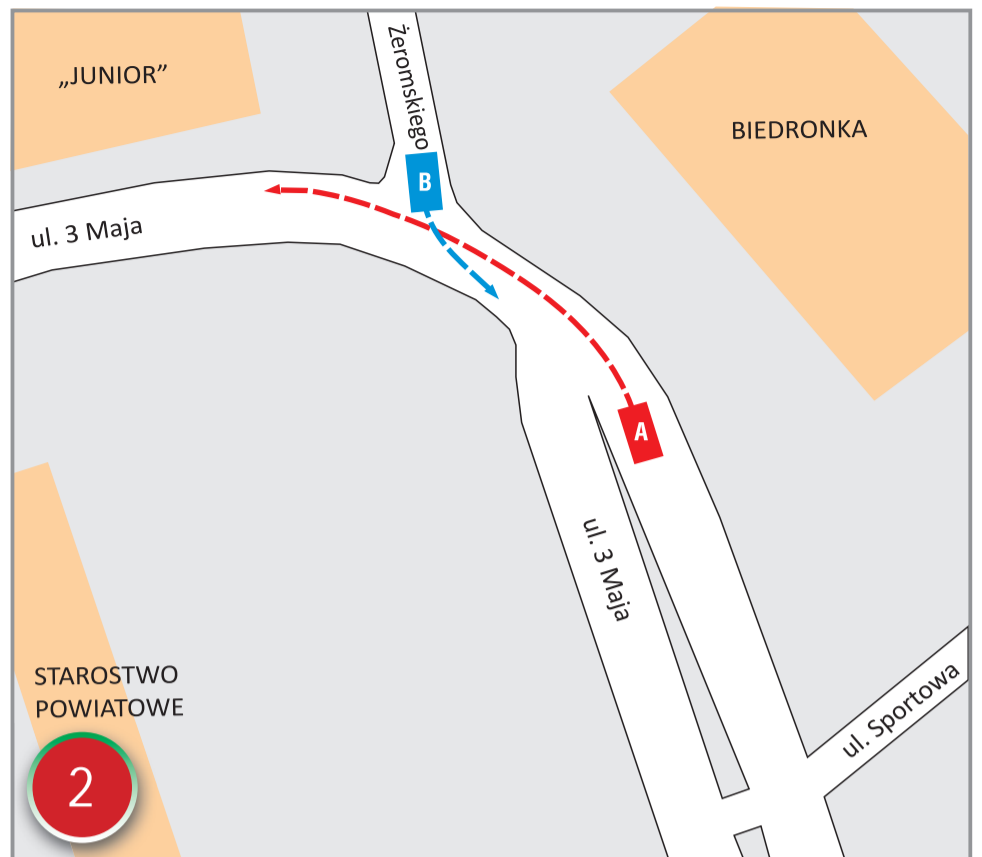 „JUNIOR”
Żeromskiego
BIEDRONKA
B
ul. 3 Maja
A
ul. 3 Maja
STAROSTWO
POWIATOWE
ul. Sportowa
2